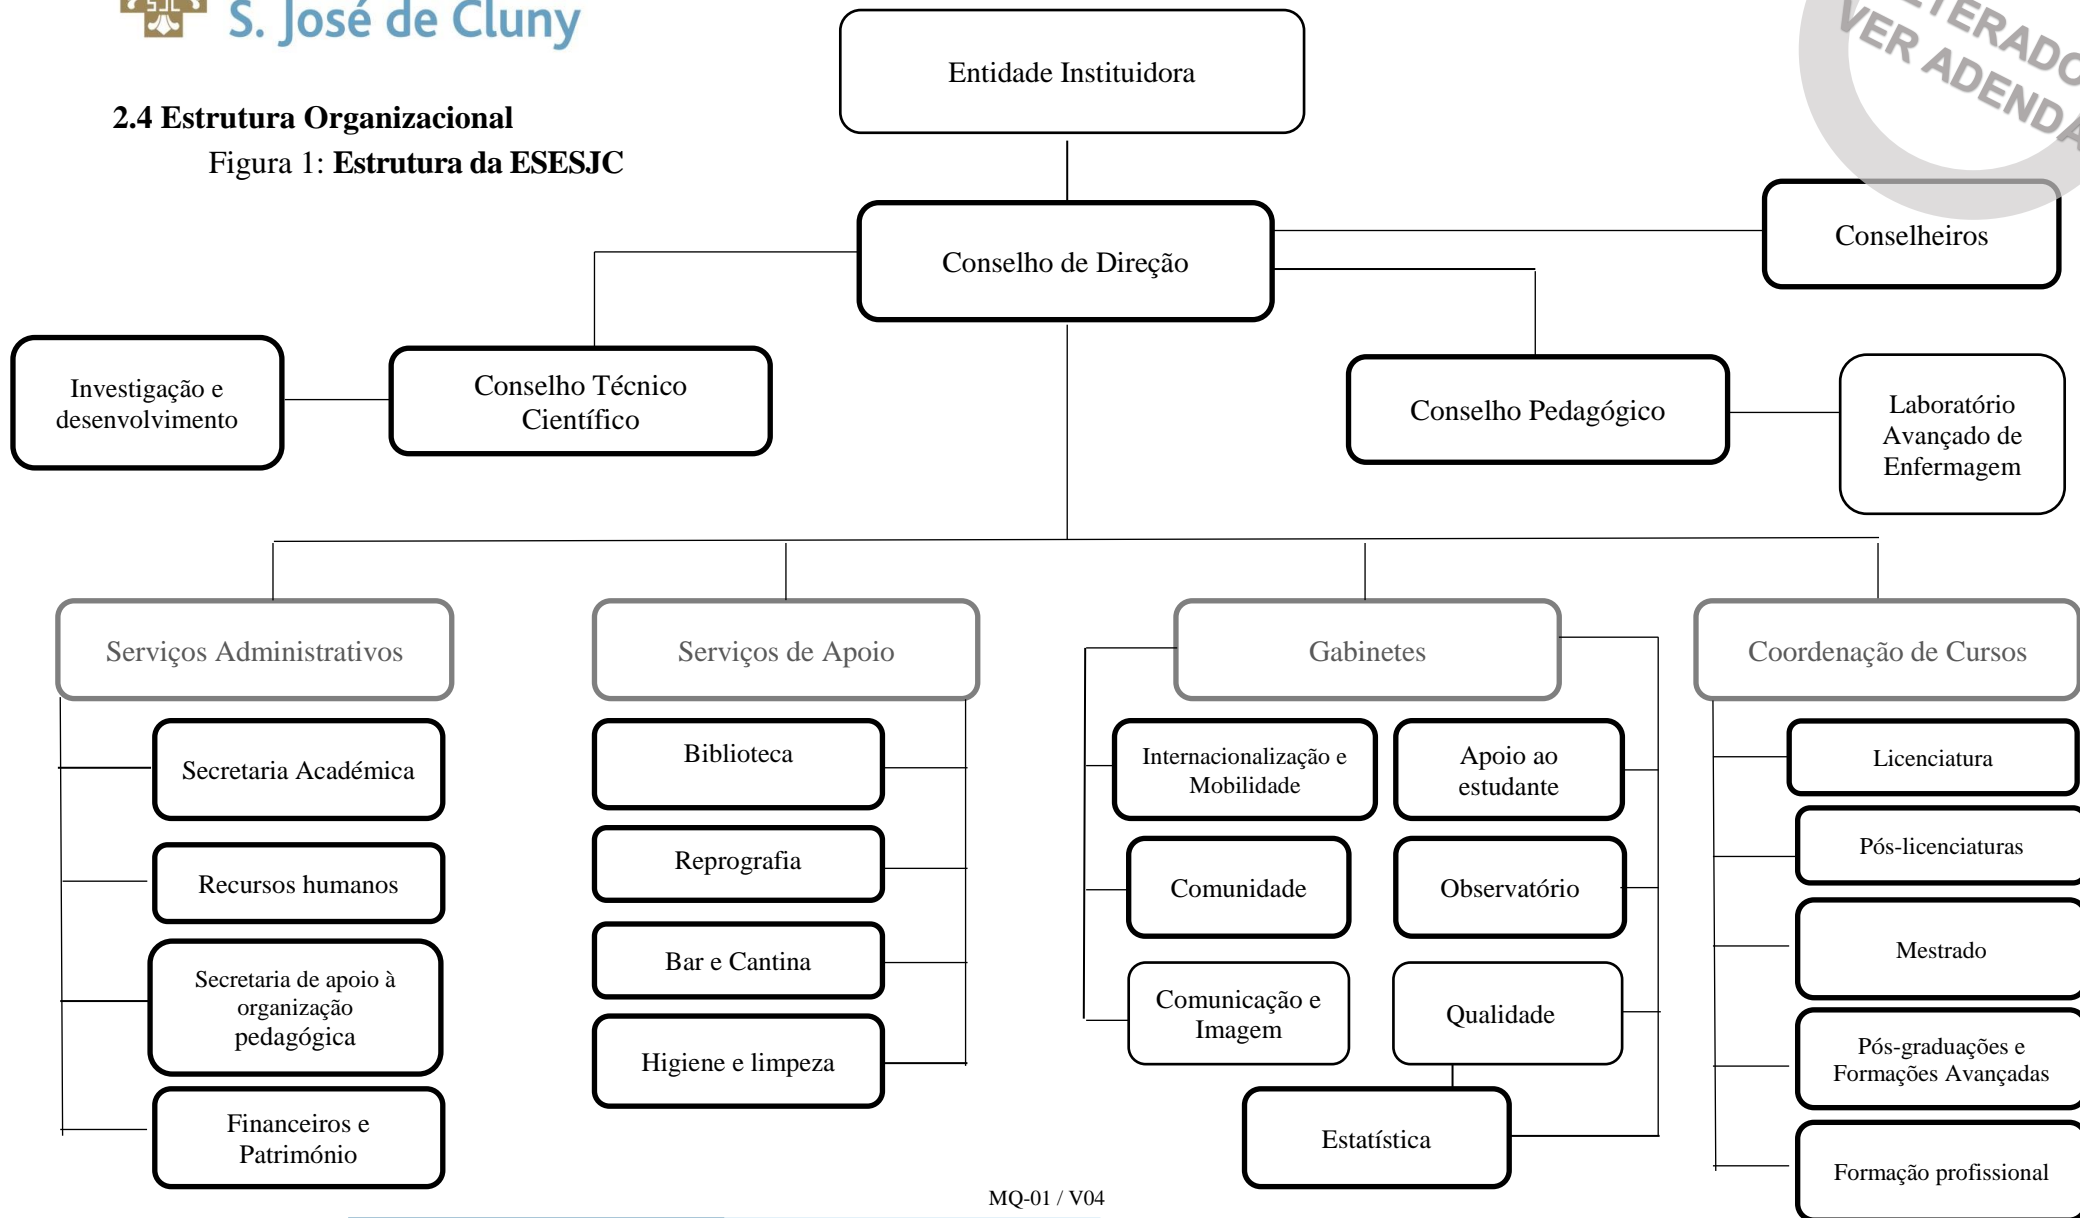 S. José de Cluny
VER ADENDA
2.4 Estrutura Organizacional
Figura 1: Estrutura da ESESJC
Entidade Instituidora
Conselho de Direção
Conselheiros
Investigação e
desenvolvimento
Conselho Técnico
Científico
Conselho Pedagógico
Laboratório
Avançado de
Enfermagem
Serviços Administrativos
Serviços de Apoio
Gabinetes
Coordenação de Cursos
Secretaria Académica
Recursos humanos
Secretaria de apoio à
organização
pedagógica
Financeiros e
Património
Biblioteca
Reprografia
Bar e Cantina
Higiene e limpeza
Internacionalização e
Mobilidade
Apoio ao
estudante
Comunidade
Observatório
Comunicação e
Imagem
Qualidade
Estatística
Licenciatura
Pós-licenciaturas
Mestrado
Pós-graduações e
Formações Avançadas
Formação profissional
MQ-01 / V04